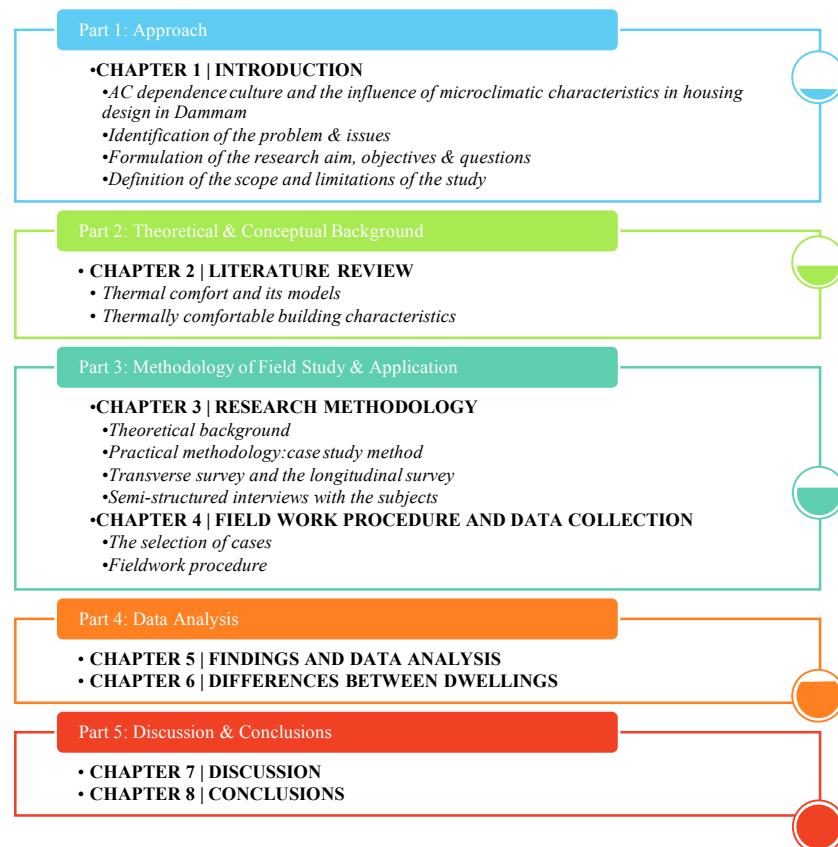 Part 1: Approach
•CHAPTER 1 | INTRODUCTION
•AC dependence culture and the influence of microclimatic characteristics in housing
design in Dammam
•Identification of the problem & issues
•Formulation of the research aim, objectives & questions
•Definition of the scope and limitations of the study
Part 2: Theoretical & Conceptual Background
• CHAPTER 2 | LITERATURE REVIEW
• Thermal comfort and its models
• Thermally comfortable building characteristics
Part 3: Methodology of Field Study & Application
•CHAPTER 3 | RESEARCH METHODOLOGY
•Theoretical background
•Practical methodology:case study method
•Transverse survey and the longitudinal survey
•Semi-structured interviews with the subjects
•CHAPTER 4 | FIELD WORK PROCEDURE AND DATA COLLECTION
•The selection of cases
•Fieldwork procedure
Part 4: Data Analysis
• CHAPTER 5 | FINDINGS AND DATA ANALYSIS
• CHAPTER 6 | DIFFERENCES BETWEEN DWELLINGS
Part 5: Discussion & Conclusions
• CHAPTER 7 | DISCUSSION
• CHAPTER 8 | CONCLUSIONS